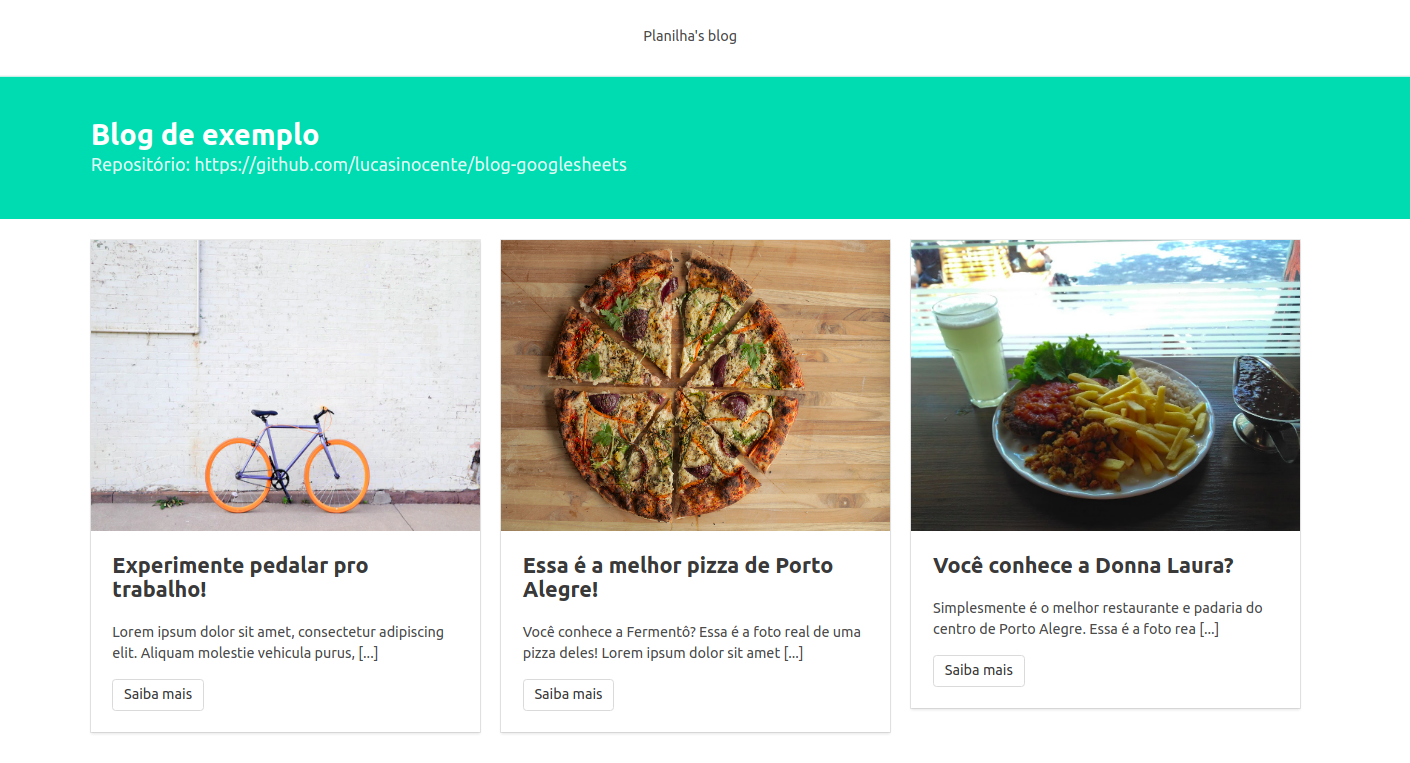 Planilha's blog
Blog de exemplo
Repositório: https://github.com/lucasinocente/blog-googlesheets
Experimente pedalar pro
trabalho!
Lorem ipsum dolor sit amet, consectetur adipiscing
elit. Aliquam molestie vehicula purus, [...]
Saiba mais
Essa é a melhor pizza de Porto
Alegre!
Você conhece a Fermentô? Essa é a foto real de uma
pizza deles! Lorem ipsum dolor sit amet [...]
Saiba mais
Você conhece a Donna Laura?
Simplesmente é o melhor restaurante e padaria do
centro de Porto Alegre. Essa é a foto rea [...]
Saiba mais